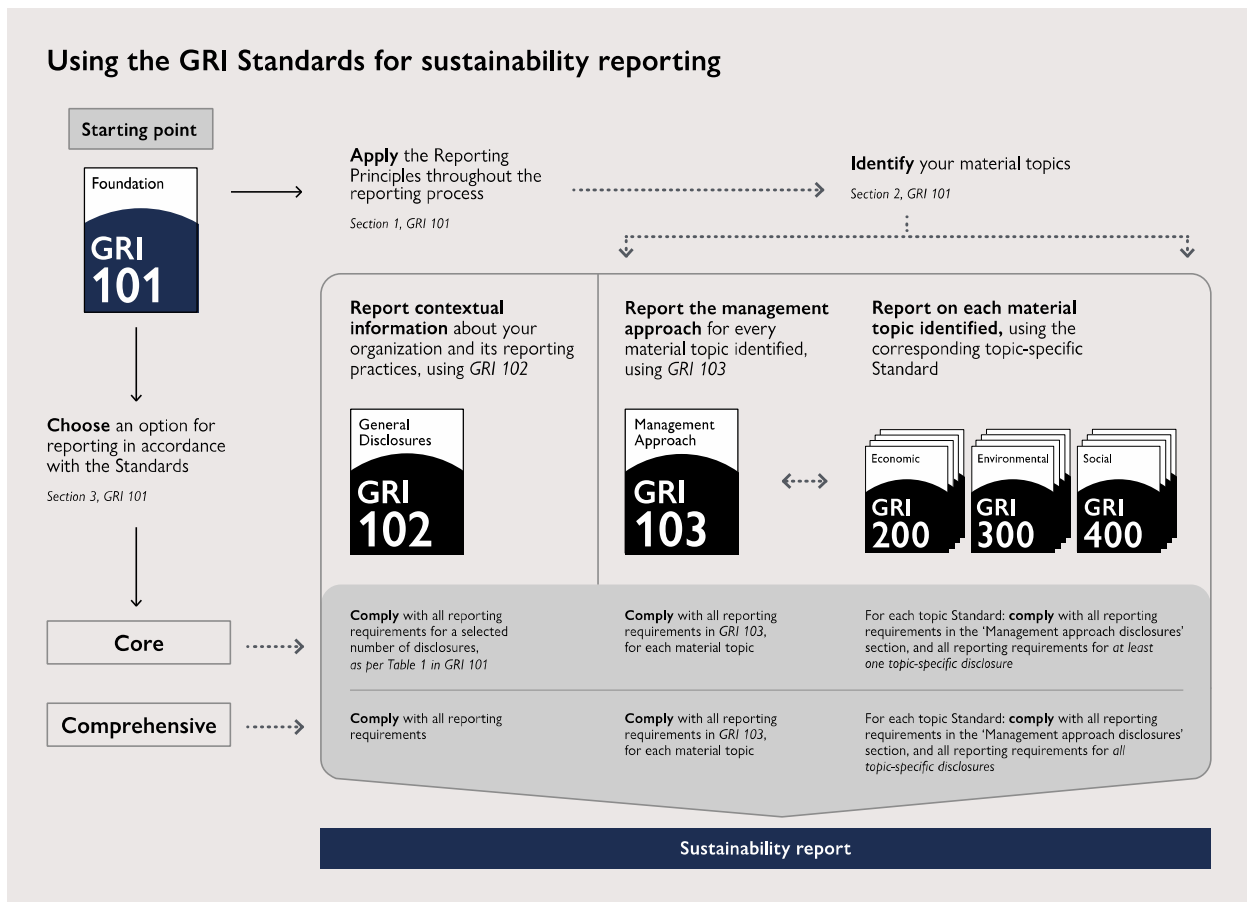 Using the GRI Standards for sustainability reporting
Starting point
Foundation
GRI
101
Apply the Reporting
Principles throughout the
reporting process
Section 1, GRI 101
Identify your material topics
Section 2, GRI 101
Choose an option for
reporting in accordance
with the Standards
Section 3, GRI 101
Report contextual
information about your
organization and its reporting
practices, using GRI 102
General
Disclosures
GRI
102
Report the management
approach for every
material topic identified,
using GRI 103
Management
Approach
GRI
103
Report on each material
topic identified, using the
corresponding topic-specific
Standard
Economic
GRI
200
Environmental
GRI
300
Social
GRI
400
Core
Comply with all reporting
requirements for a selected
number of disclosures,
as per Table 1 in GRI 101
Comply with all reporting
requirements in GRI 103,
for each material topic
For each topic Standard: comply with all reporting
requirements in the ‘Management approach disclosures’
section, and all reporting requirements for at least
one topic-specific disclosure
Comprehensive
Comply with all reporting
requirements
Comply with all reporting
requirements in GRI 103,
for each material topic
For each topic Standard: comply with all reporting
requirements in the ‘Management approach disclosures’
section, and all reporting requirements for all
topic-specific disclosures
Sustainability report